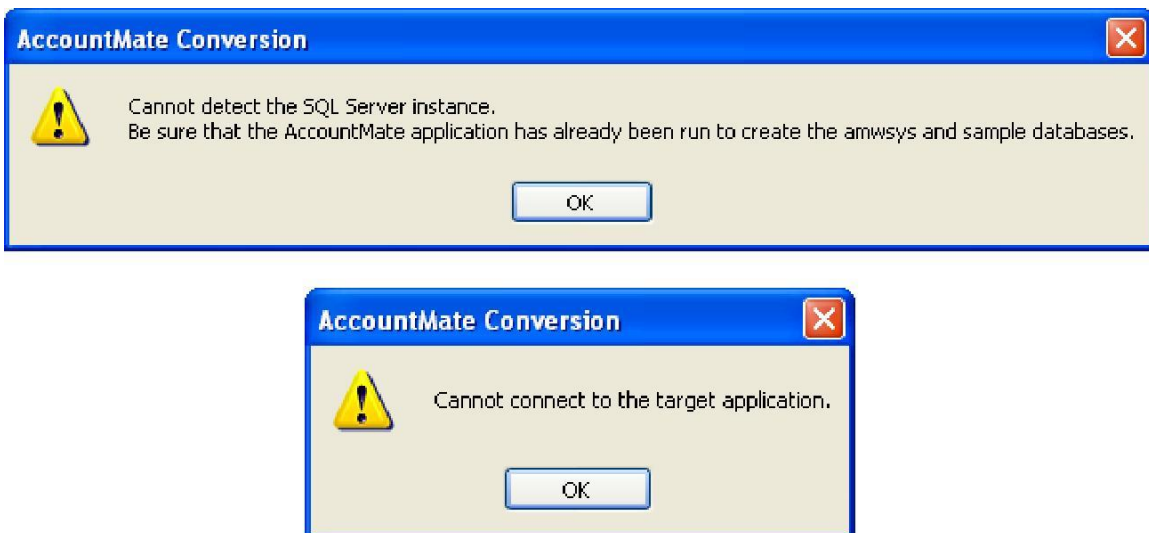 AccountMate Conversion
Cannot detect the SQL Server instance.
Be sure that the AccountMate application has already been run to create the amwsys and sample databases.
OK
AccountMate Conversion
Cannot connect to the target application.
OK